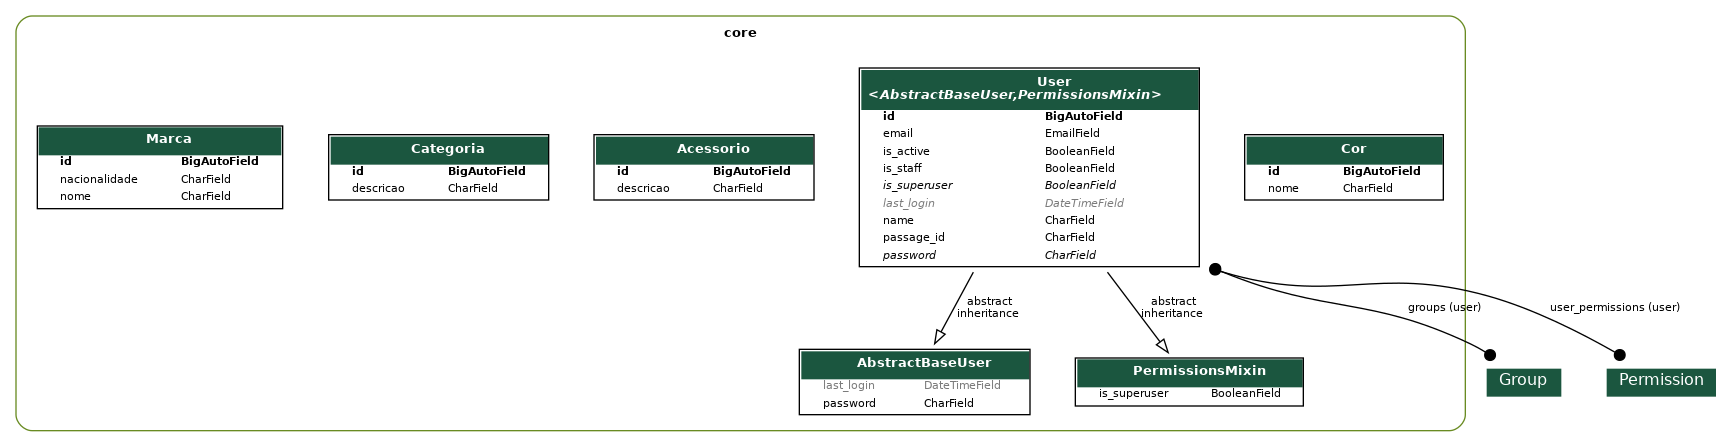 core
Marca
id BigAutoField
nacionalidade CharField
nome CharField
Categoria
id BigAutoField
descricao CharField
Acessorio
id BigAutoField
descricao CharField
User
<AbstractBaseUser,PermissionsMixin>
id BigAutoField
email EmailField
is_active BooleanField
is_staff BooleanField
is_superuser BooleanField
last_login DateTimeField
name CharField
passage_id CharField
password CharField
Cor
id BigAutoField
nome CharField
abstract
inheritance
abstract
inheritance
groups (user)
user_permissions (user)
AbstractBaseUser
last_login DateTimeField
password CharField
PermissionsMixin
is_superuser BooleanField
Group
Permission